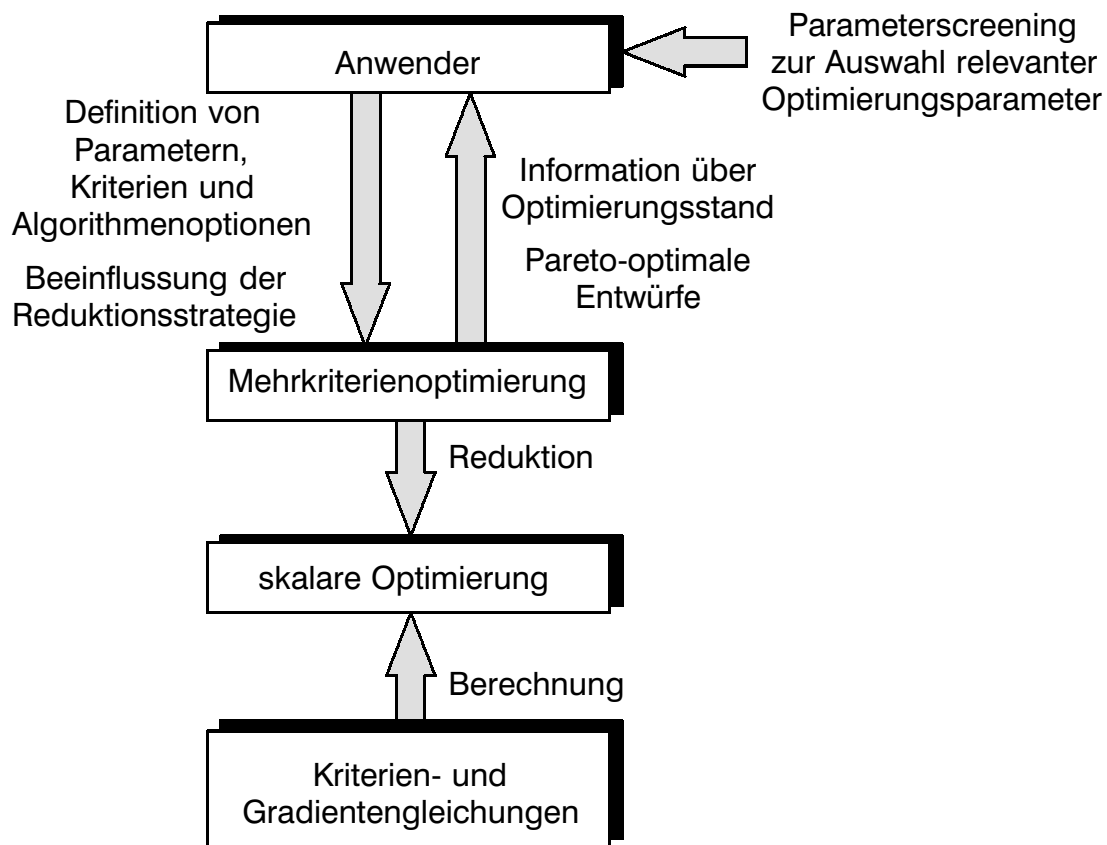 Anwender
Parameterscreening
zur Auswahl relevanter
Optimierungsparameter
Definition von
Parametern,
Kriterien und
Algorithmenoptionen
Beeinflussung der
Reduktionsstrategie
Information über
Optimierungsstand
Pareto-optimale
Entwürfe
Mehrkriterienoptimierung
Reduktion
skalare Optimierung
Berechnung
Kriterien- und
Gradientengleichungen